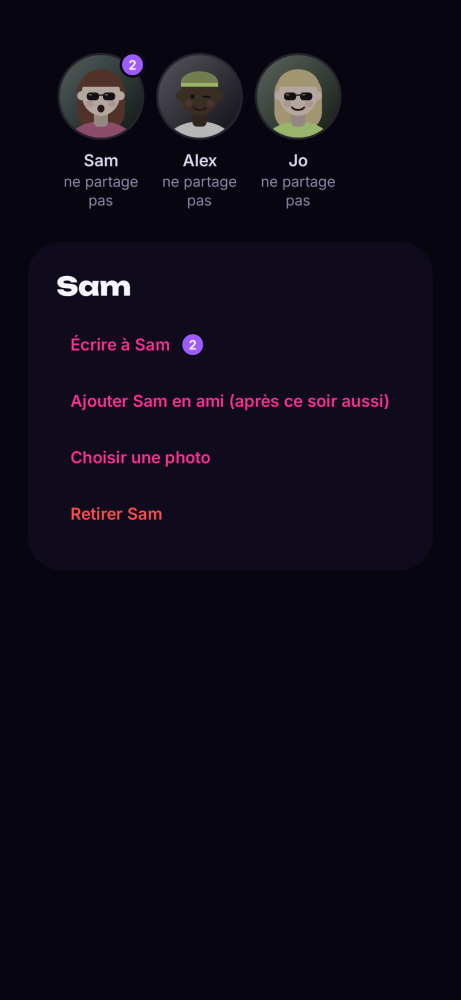 2
Sam
Alex
Jo
ne partage
pas
ne partage
pas
ne partage
pas
Sam
Écrire à Sam 2
Ajouter Sam en ami (après ce soir aussi)
Choisir une photo
Retirer Sam